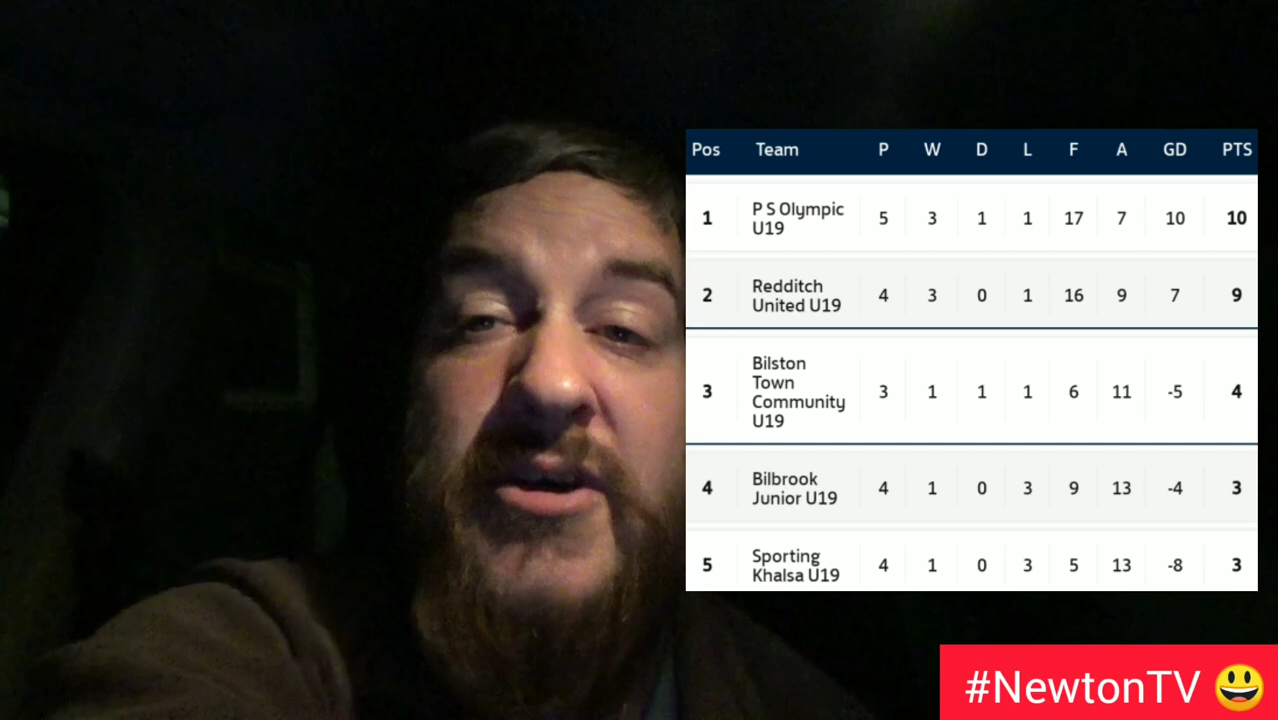 Pos Team P W D L F A GD PTS
1 P S Olympic U19 5 3 1 1 17 7 10 10
2 Redditch United U19 4 3 0 1 16 9 7 9
3 Bilston Town Community U19 3 1 1 1 6 11 -5 4
4 Bilbrook Junior U19 4 1 0 3 9 13 -4 3
5 Sporting Khalsa U19 4 1 0 3 5 13 -8 3
#NewtonTV 😃